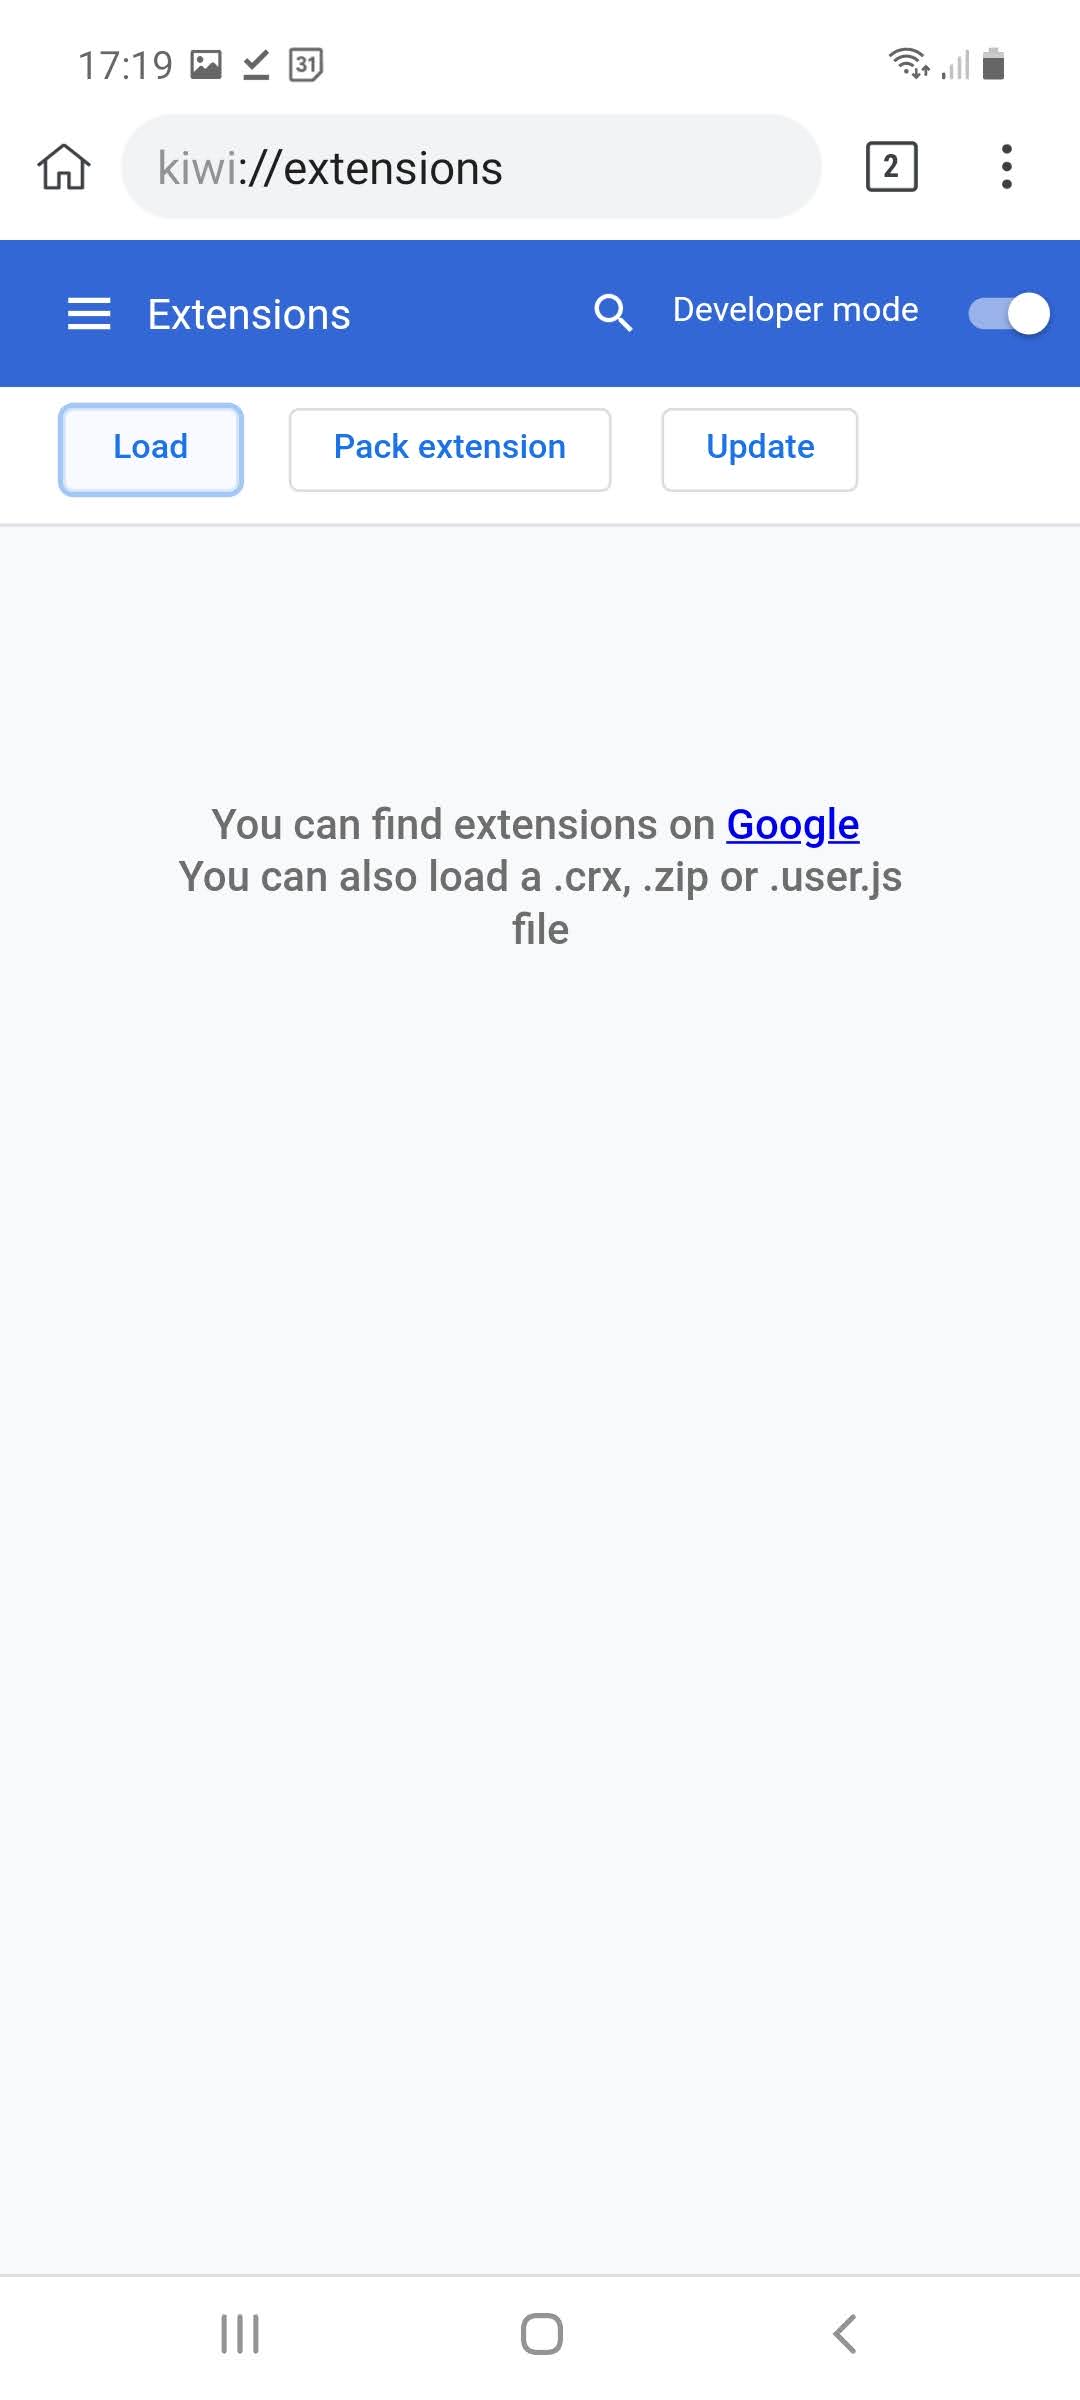 17:19 31
kiwi://extensions 2
Extensions Developer mode
Load Pack extension Update
You can find extensions on Google
You can also load a .crx, .zip or .user.js
file